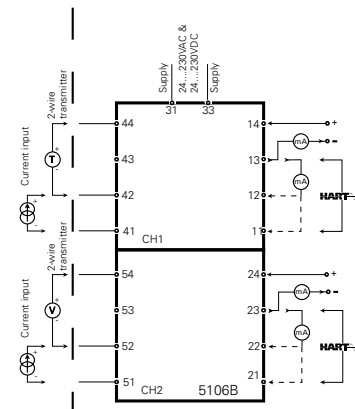 Supply
24...230VAC &
24...230VDC
Supply
31
33
2-wire
transmitter
Current input
+
T
-
+
-
44
43
42
41
CH1
14
13
12
11
+
-
mA
mA
HART
2-wire
transmitter
Current input
+
V
-
+
-
54
53
52
51
CH2
5106B
24
23
22
21
+
-
mA
mA
HART